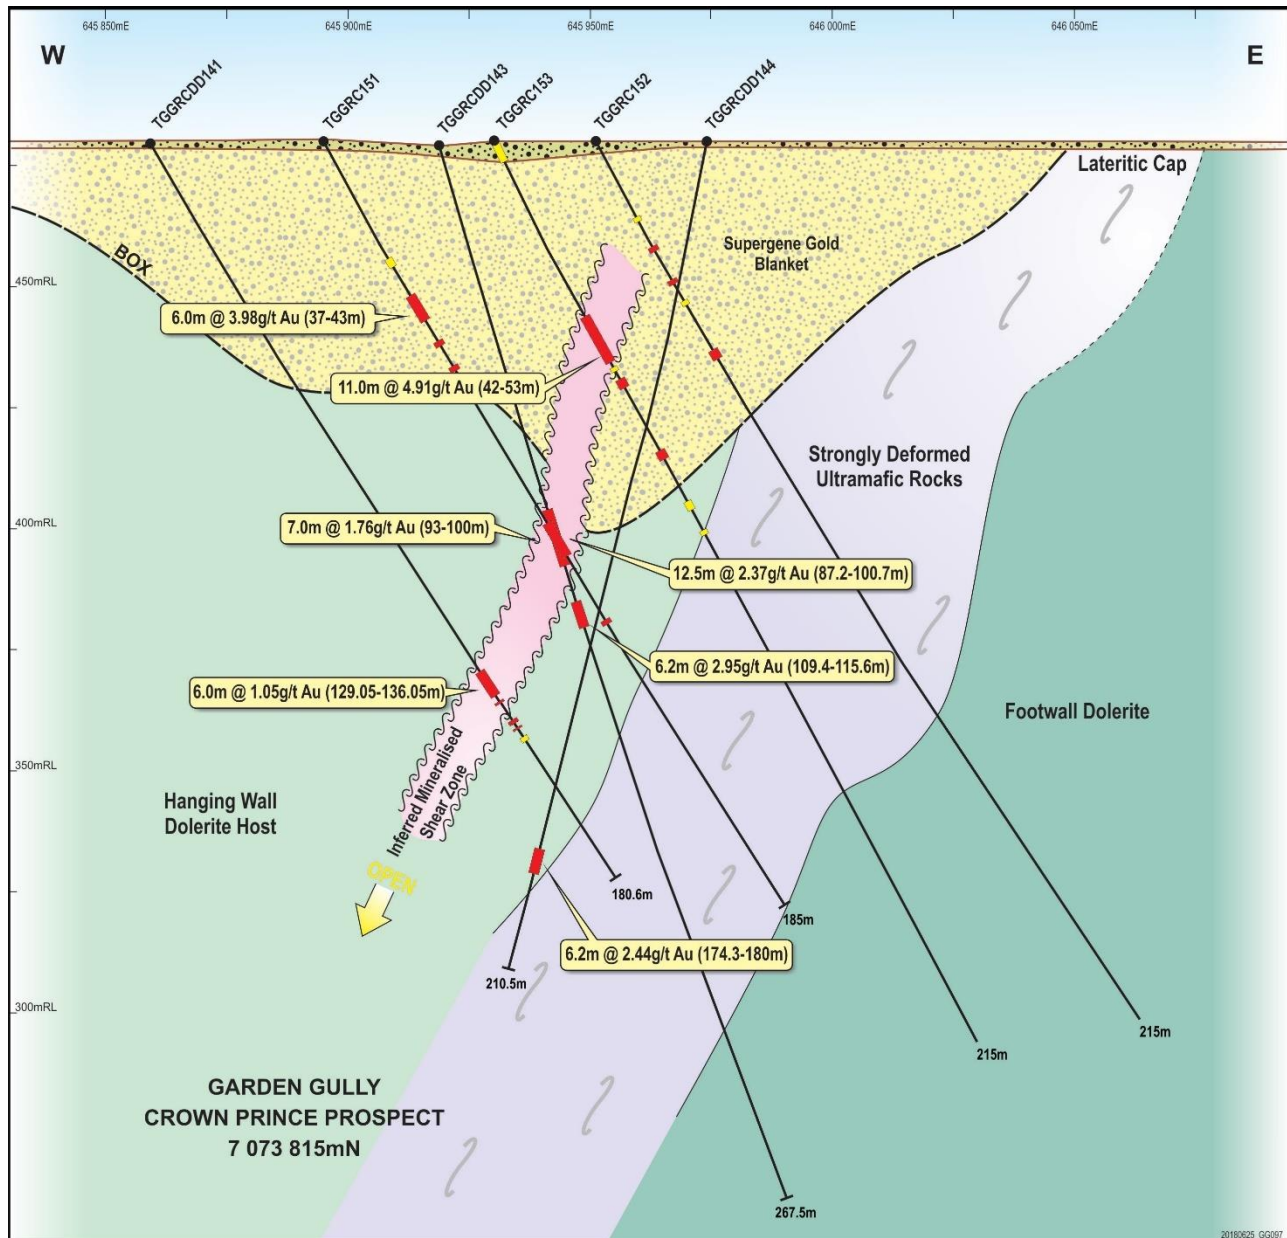 645 850mE
645 900mE
645 950mE
646 000mE
646 050mE
W
E
TGGRCDD141
TGGRC151
TGGRCDD143
TGGRC153
TGGRC152
TGGRCDD144
Lateritic Cap
Supergene Gold
Blanket
BOX
450mRL
6.0m @ 3.98g/t Au (37-43m)
11.0m @ 4.91g/t Au (42-53m)
Strongly Deformed
Ultramafic Rocks
400mRL
7.0m @ 1.76g/t Au (93-100m)
12.5m @ 2.37g/t Au (87.2-100.7m)
6.2m @ 2.95g/t Au (109.4-115.6m)
6.0m @ 1.05g/t Au (129.05-136.05m)
Footwall Dolerite
350mRL
Hanging Wall
Dolerite Host
Inferred Mineralised
Shear Zone
OPEN
180.6m
185m
6.2m @ 2.44g/t Au (174.3-180m)
210.5m
300mRL
215m
215m
GARDEN GULLY
CROWN PRINCE PROSPECT
7 073 815mN
267.5m
20180625_GG097